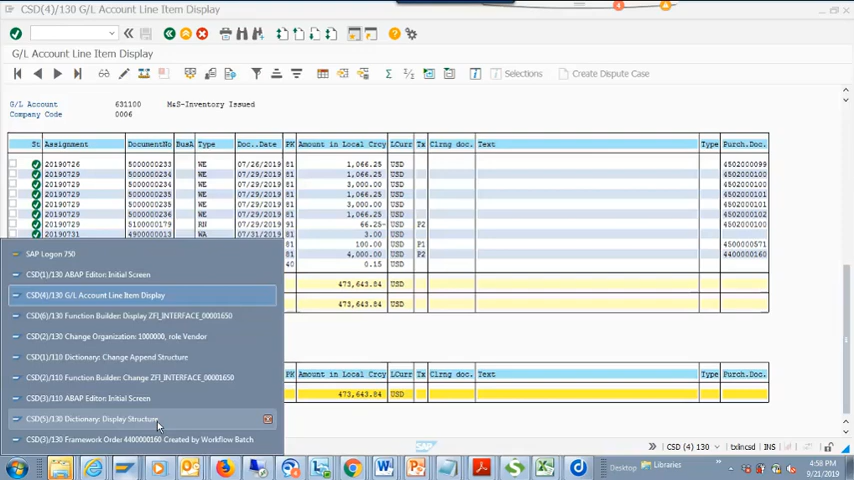 CSD(4)/130 G/L Account Line Item Display
G/L Account Line Item Display
Selections
Create Dispute Case
G/L Account 631100 M&S-Inventory Issued
Company Code 0006
St Assignment DocumentNo BusA Type Doc..Date PK Amount in Local Crcy LCurr Tx Clrng doc. Text Type Purch.Doc.
20190726 5000000233 WE 07/26/2019 81 1,066.25 USD 4502000099
20190729 5000000234 WE 07/29/2019 81 1,066.25 USD 4502000100
20190729 5000000234 WE 07/29/2019 81 3,000.00 USD 4502000100
20190729 5000000235 WE 07/29/2019 81 3,000.00 USD 4502000101
20190729 5000000235 WE 07/29/2019 81 3,000.00 USD 4502000101
20190729 5000000236 WE 07/29/2019 81 1,066.25 USD 4502000102
20190729 5100000179 RN 07/29/2019 91 66.25- USD P2 4502000100
20190731 4900000013 WA 07/31/2019 81 3.00 USD
81 100.00 USD P1 4500000571
81 4,000.00 USD P2 4400000160
40 0.15 USD
473,643.84 USD
473,643.84 USD
Amount in Local Crcy LCurr Tx Clrng doc. Text Type Purch.Doc.
473,643.84 USD
SAP Logon 750
CSD(1)/130 ABAP Editor: Initial Screen
CSD(4)/130 G/L Account Line Item Display
CSD(6)/130 Function Builder: Display ZFI_INTERFACE_00001650
CSD(2)/130 Change Organization: 1000000, role Vendor
CSD(1)/110 Dictionary: Change Append Structure
CSD(2)/110 Function Builder: Change ZFI_INTERFACE_00001650
CSD(3)/110 ABAP Editor: Initial Screen
CSD(5)/130 Dictionary: Display Structure
CSD(3)/130 Framework Order 4400000160 Created by Workflow Batch
SAP
CSD (4) 130
txlncsd
INS
Desktop
Libraries
4:58 PM
9/21/2019